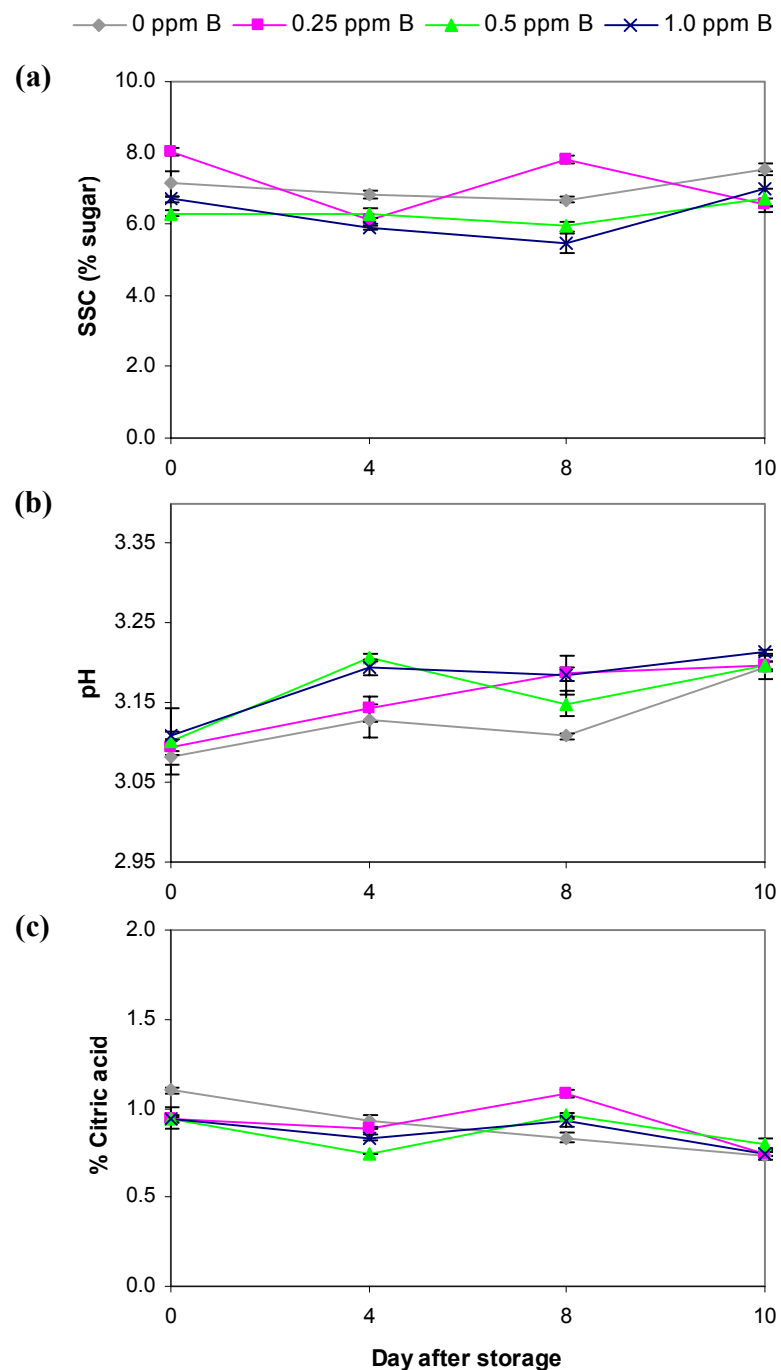 0 ppm B 0.25 ppm B 0.5 ppm B 1.0 ppm B
(a)
10.0
8.0
6.0
4.0
2.0
0.0
SSC (% sugar)
0 4 8 10
(b)
3.35
3.25
3.15
3.05
2.95
pH
0 4 8 10
(c)
2.0
1.5
1.0
0.5
0.0
% Citric acid
0 4 8 10
Day after storage